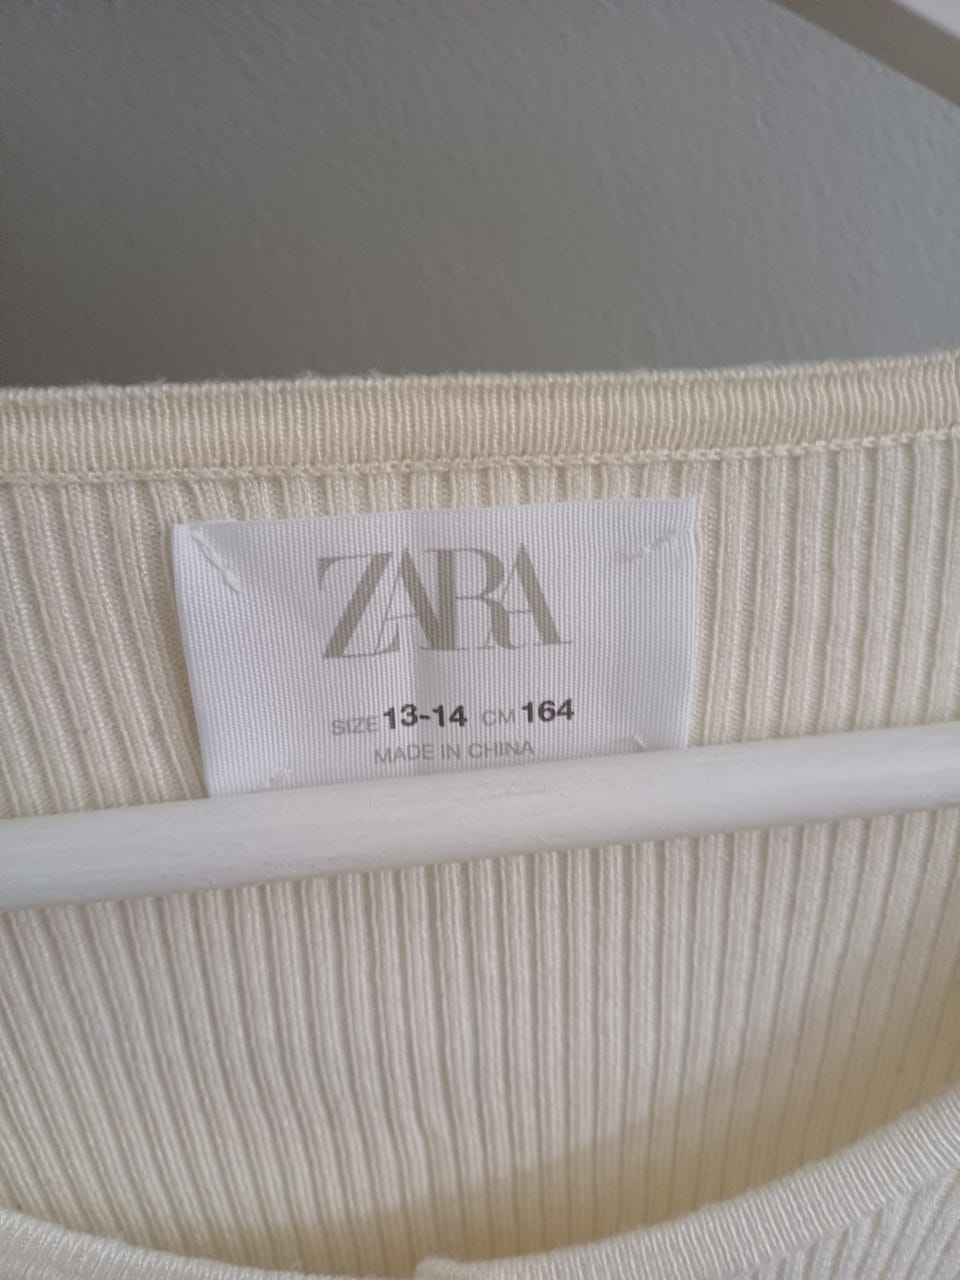 ZARA
SIZE 13-14 CM 164
MADE IN CHINA